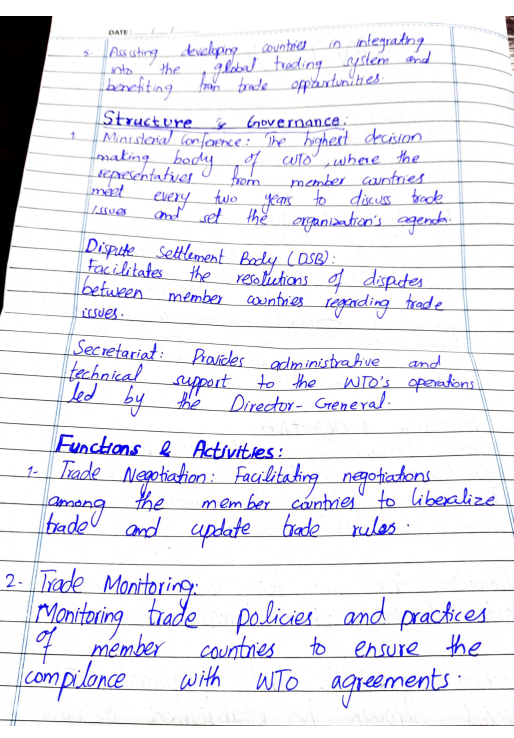 DATE: __/__/__
5. Assisting developing countries in integrating
into the global trading system and
benefiting from trade opportunities.
Structure & Governance:
1. Ministerial Conference: The highest decision
making body of WTO, where the
representatives from member countries
meet every two years to discuss trade
issues and set the organization's agenda.
Dispute Settlement Body (DSB):
Facilitates the resolutions of disputes
between member countries regarding trade
issues.
Secretariat: Provides administrative and
technical support to the WTO's operations
led by the Director-General.
Functions & Activities:
1- Trade Negotiation: Facilitating negotiations
among the member countries to liberalize
trade and update trade rules.
2- Trade Monitoring:
Monitoring trade policies and practices
of member countries to ensure the
compilance with WTO agreements.